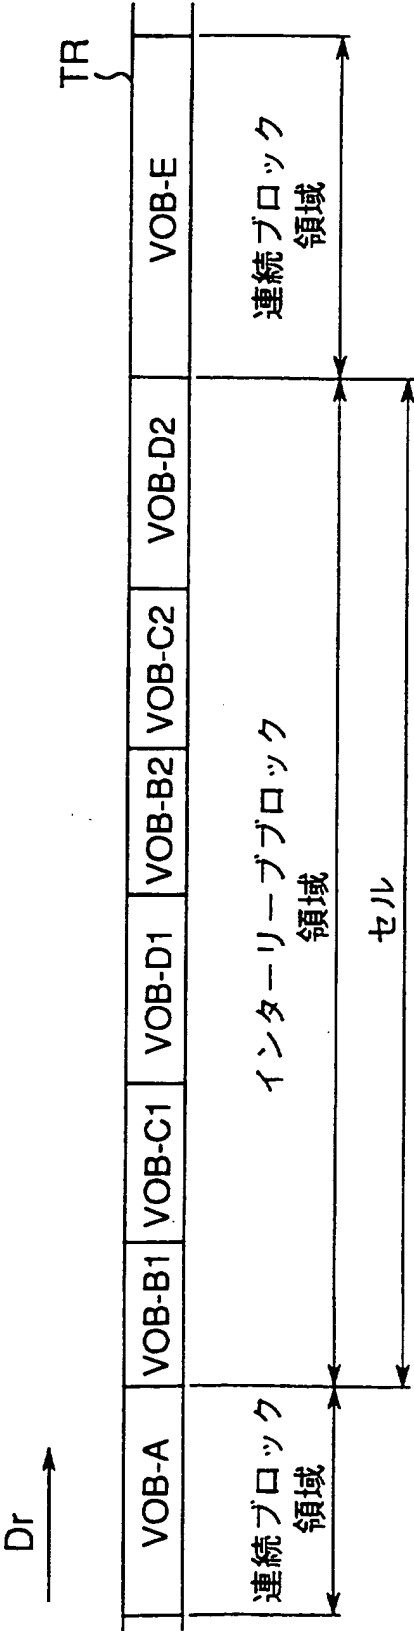 Dr
TR
VOB-A
VOB-B1
VOB-C1
VOB-D1
VOB-B2
VOB-C2
VOB-D2
VOB-E
連続ブロック
領域
インターリーブブロック
領域
連続ブロック
領域
セル